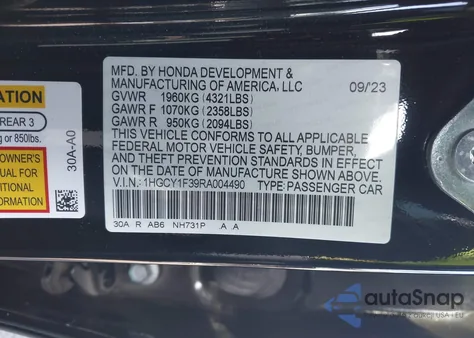 MFD. BY HONDA DEVELOPMENT &
MANUFACTURING OF AMERICA, LLC
09/23
GVWR 1960KG (4321LBS)
GAWR F 1070KG (2358LBS)
GAWR R 950KG (2094LBS)
THIS VEHICLE CONFORMS TO ALL APPLICABLE
FEDERAL MOTOR VEHICLE SAFETY, BUMPER,
AND THEFT PREVENTION STANDARDS IN EFFECT
ON THE DATE OF MANUFACTURE SHOWN ABOVE.
V.I.N.:1HGCY1F39RA004490 TYPE:PASSENGER CAR
30A R AB6 NH731P .A .A
ATION
REAR 3
or 850lbs.
OWNER'S
UAL FOR
ITIONAL
RMATION
30A-A0
autoSnap